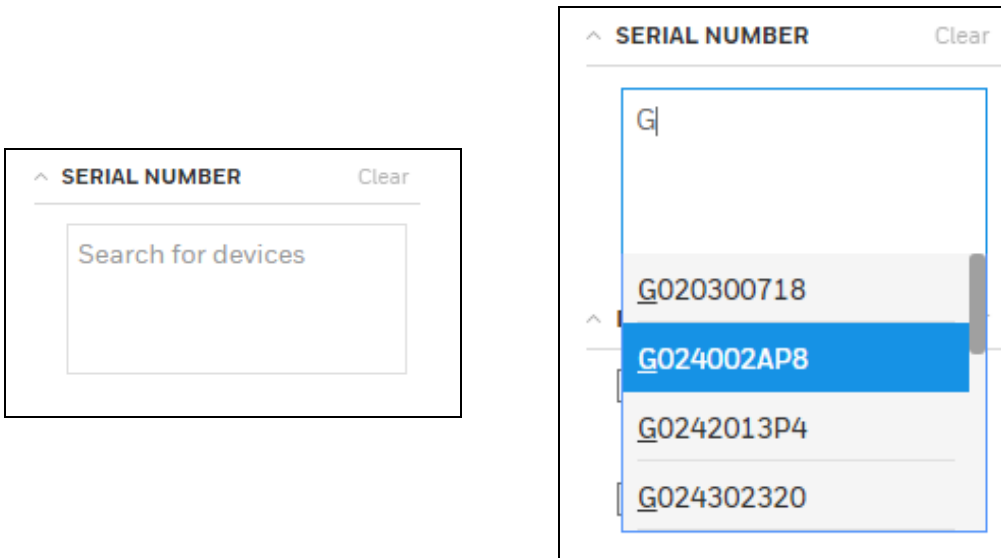 SERIAL NUMBER Clear
Search for devices
SERIAL NUMBER Clear
G
G020300718
G024002AP8
G0242013P4
G024302320